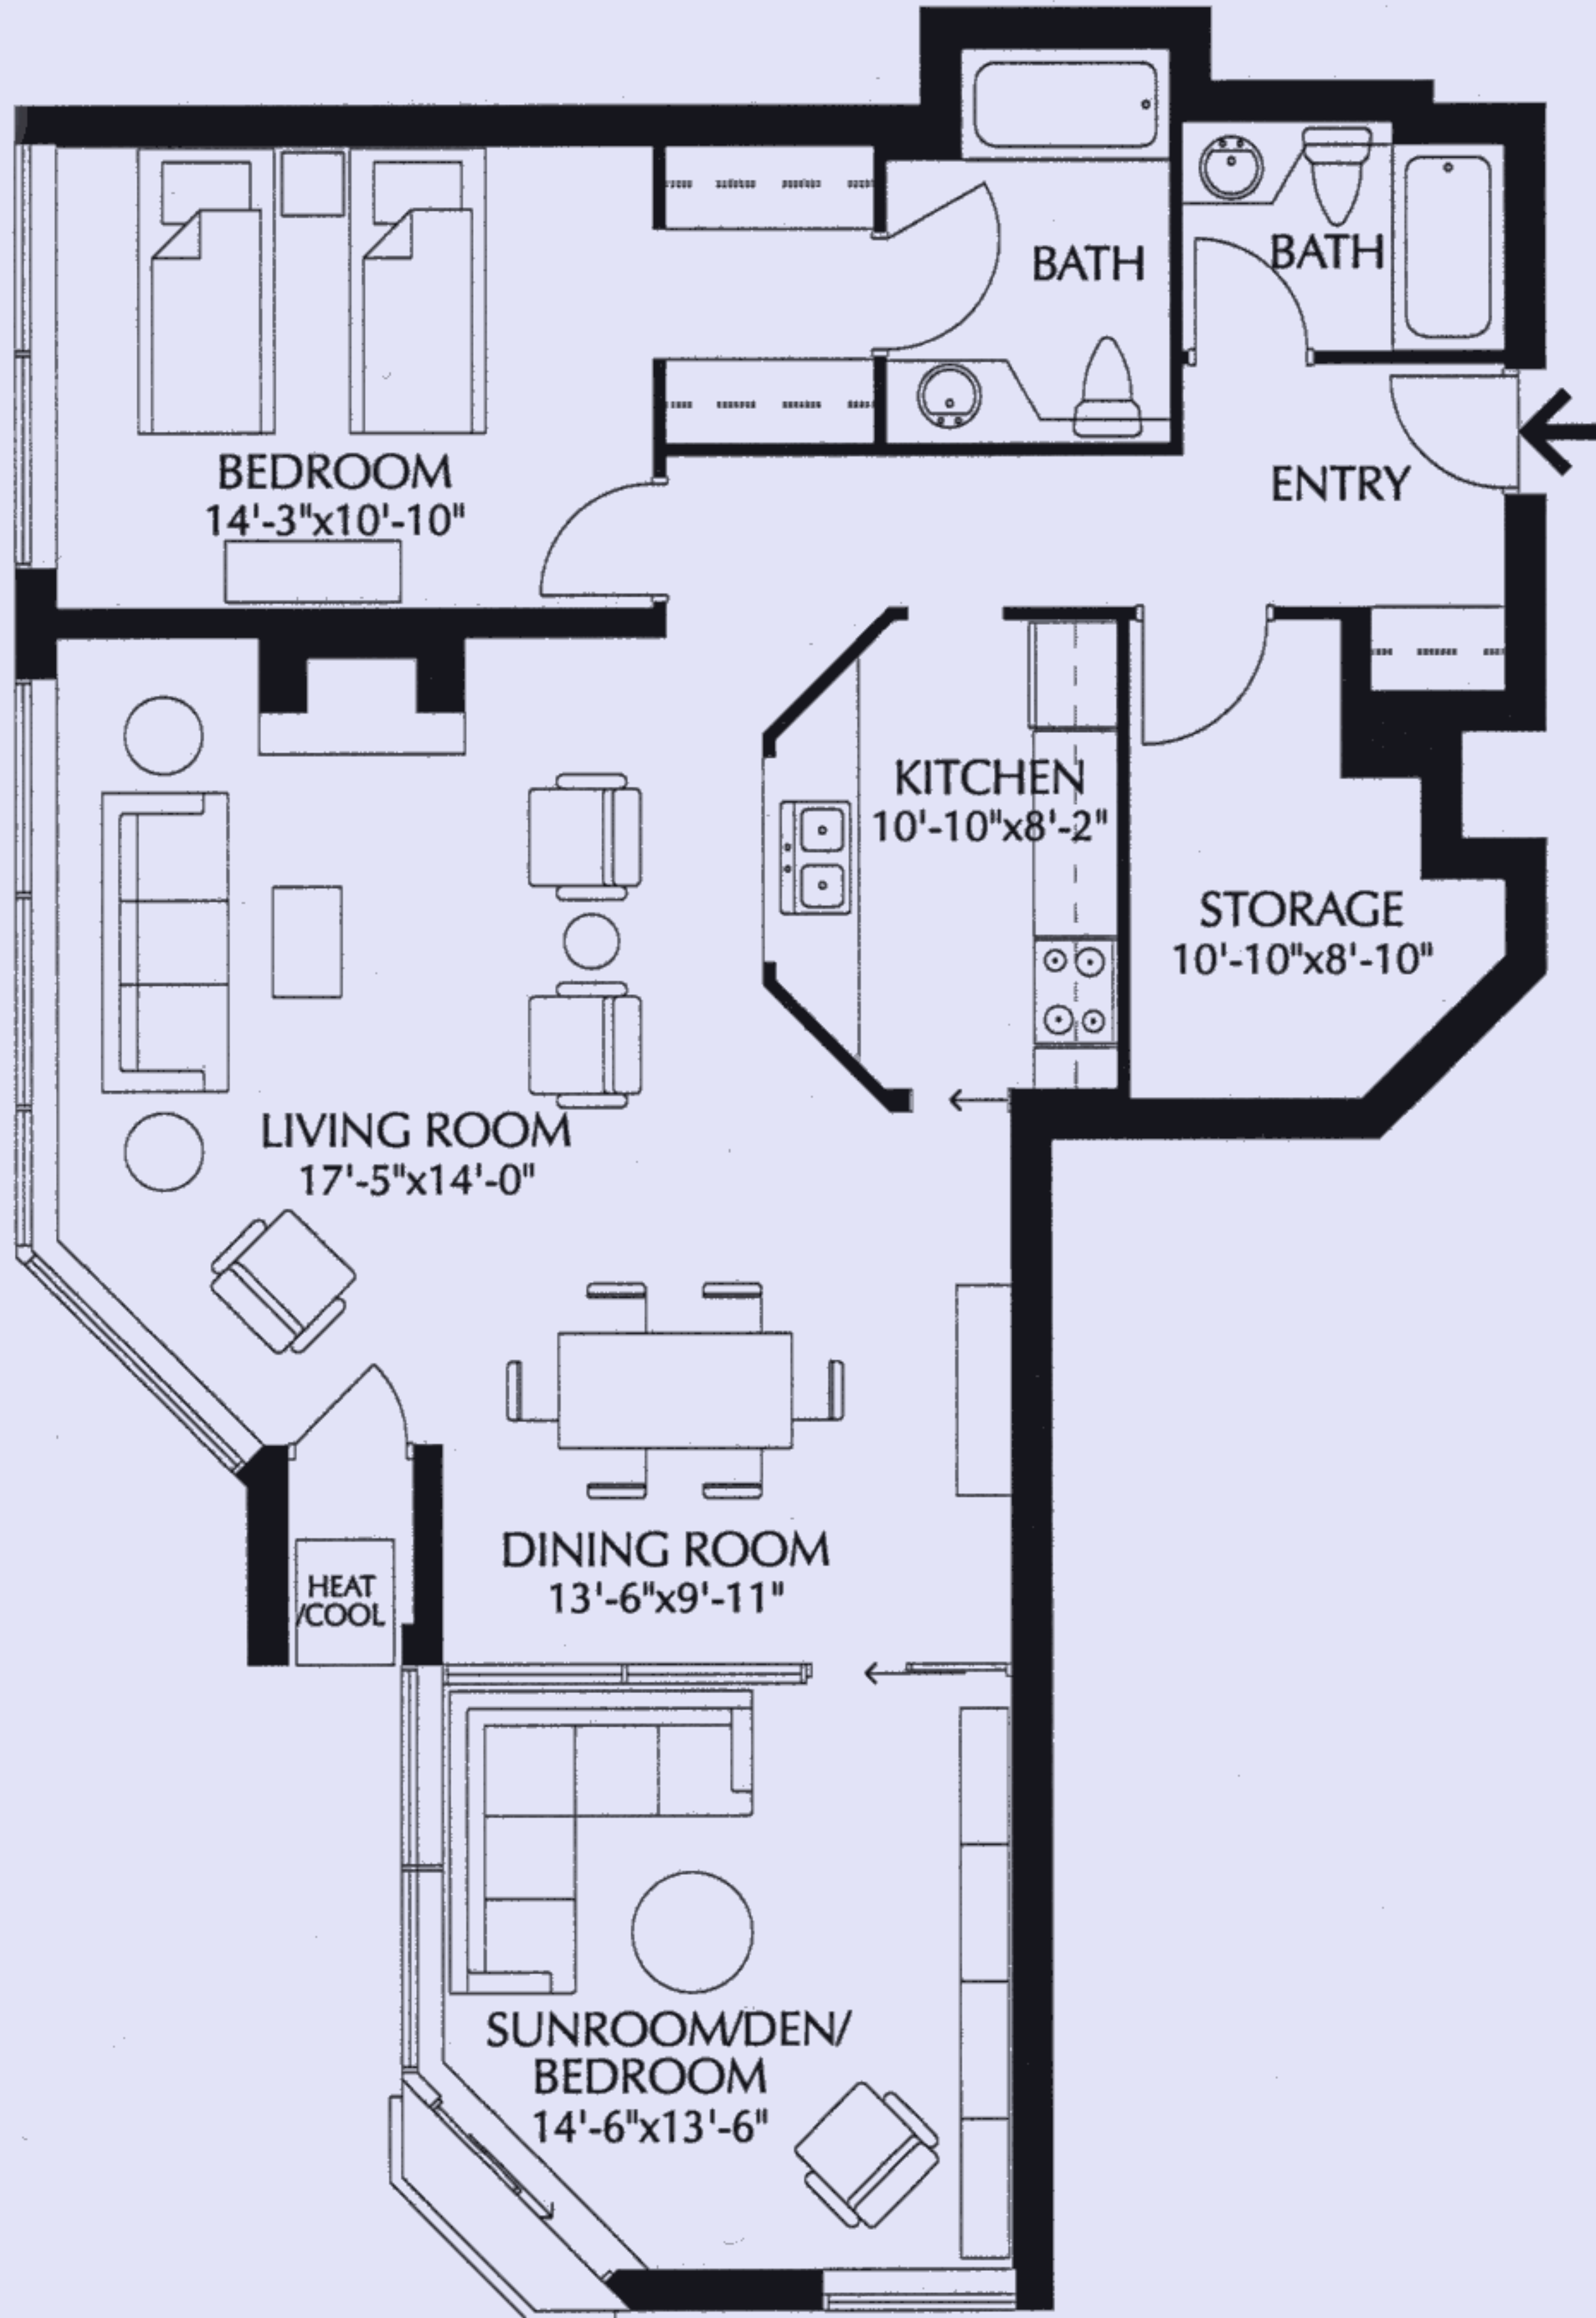 BATH
BATH
BEDROOM
14'-3"x10'-10"
ENTRY
KITCHEN
10'-10"x8'-2"
STORAGE
10'-10"x8'-10"
LIVING ROOM
17'-5"x14'-0"
DINING ROOM
13'-6"x9'-11"
HEAT
/COOL
SUNROOM/DEN/
BEDROOM
14'-6"x13'-6"